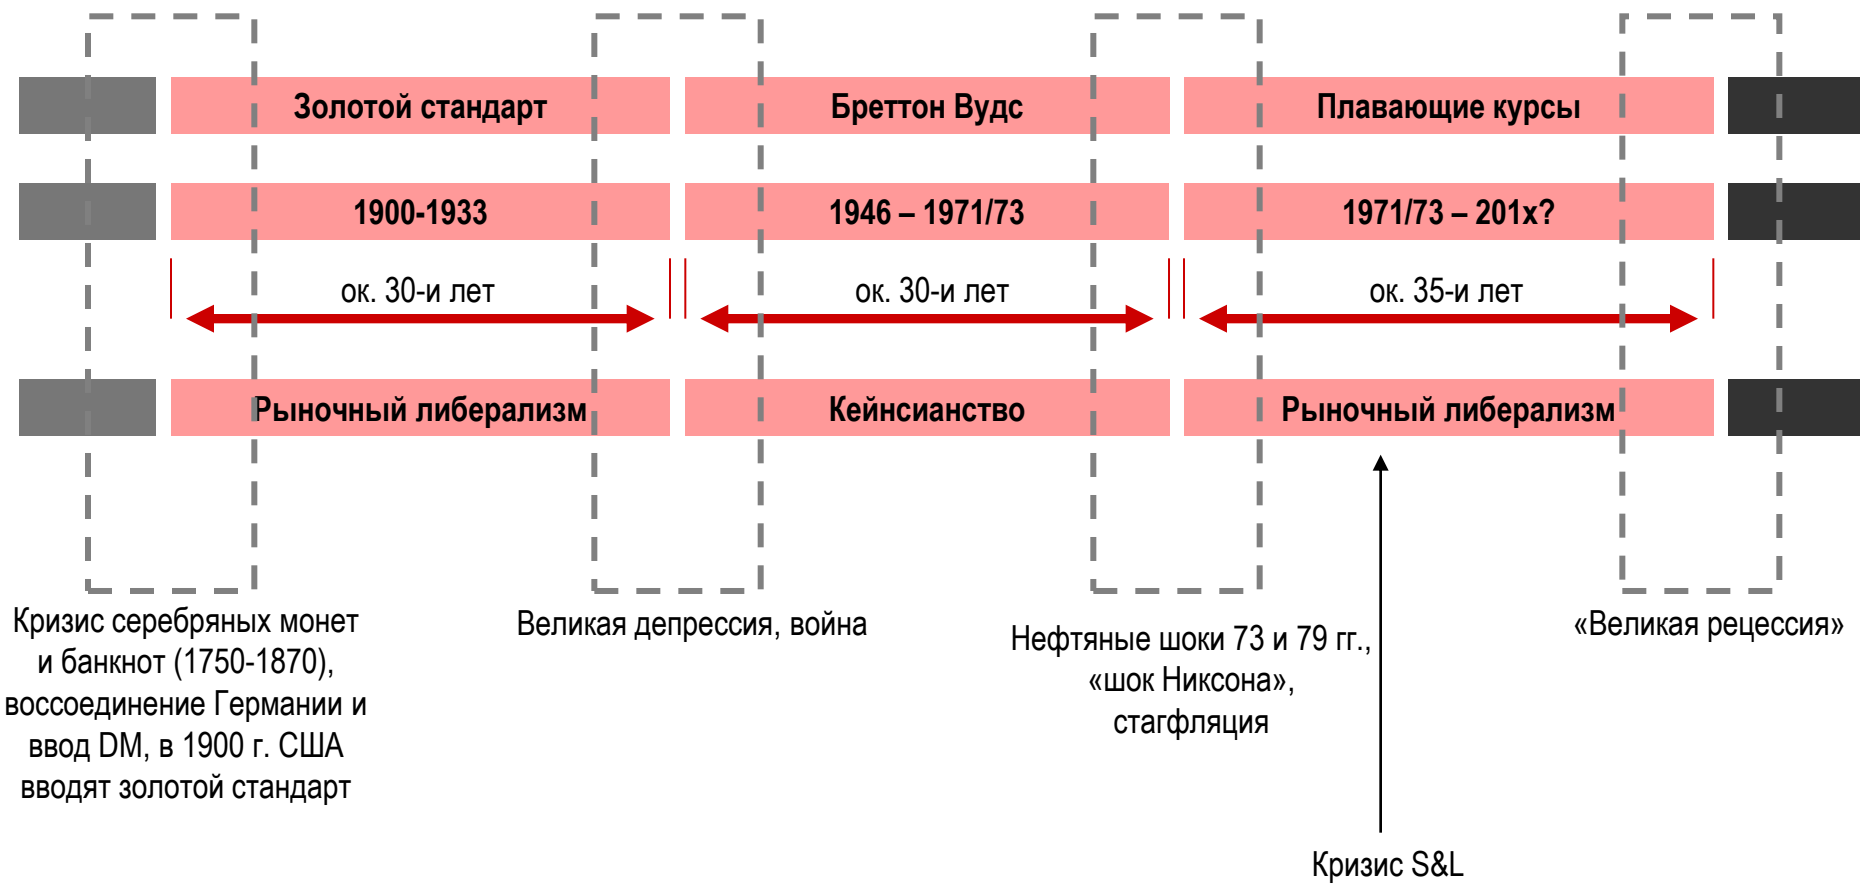 Золотой стандарт
Бреттон Вудс
Плавающие курсы
1900-1933
1946 – 1971/73
1971/73 – 201x?
ок. 30-и лет
ок. 30-и лет
ок. 35-и лет
Рыночный либерализм
Кейнсианство
Рыночный либерализм
Кризис серебряных монет
и банкнот (1750-1870),
воссоединение Германии и
ввод DM, в 1900 г. США
вводят золотой стандарт
Великая депрессия, война
Нефтяные шоки 73 и 79 гг.,
«шок Никсона»,
стагфляция
«Великая рецессия»
Кризис S&L